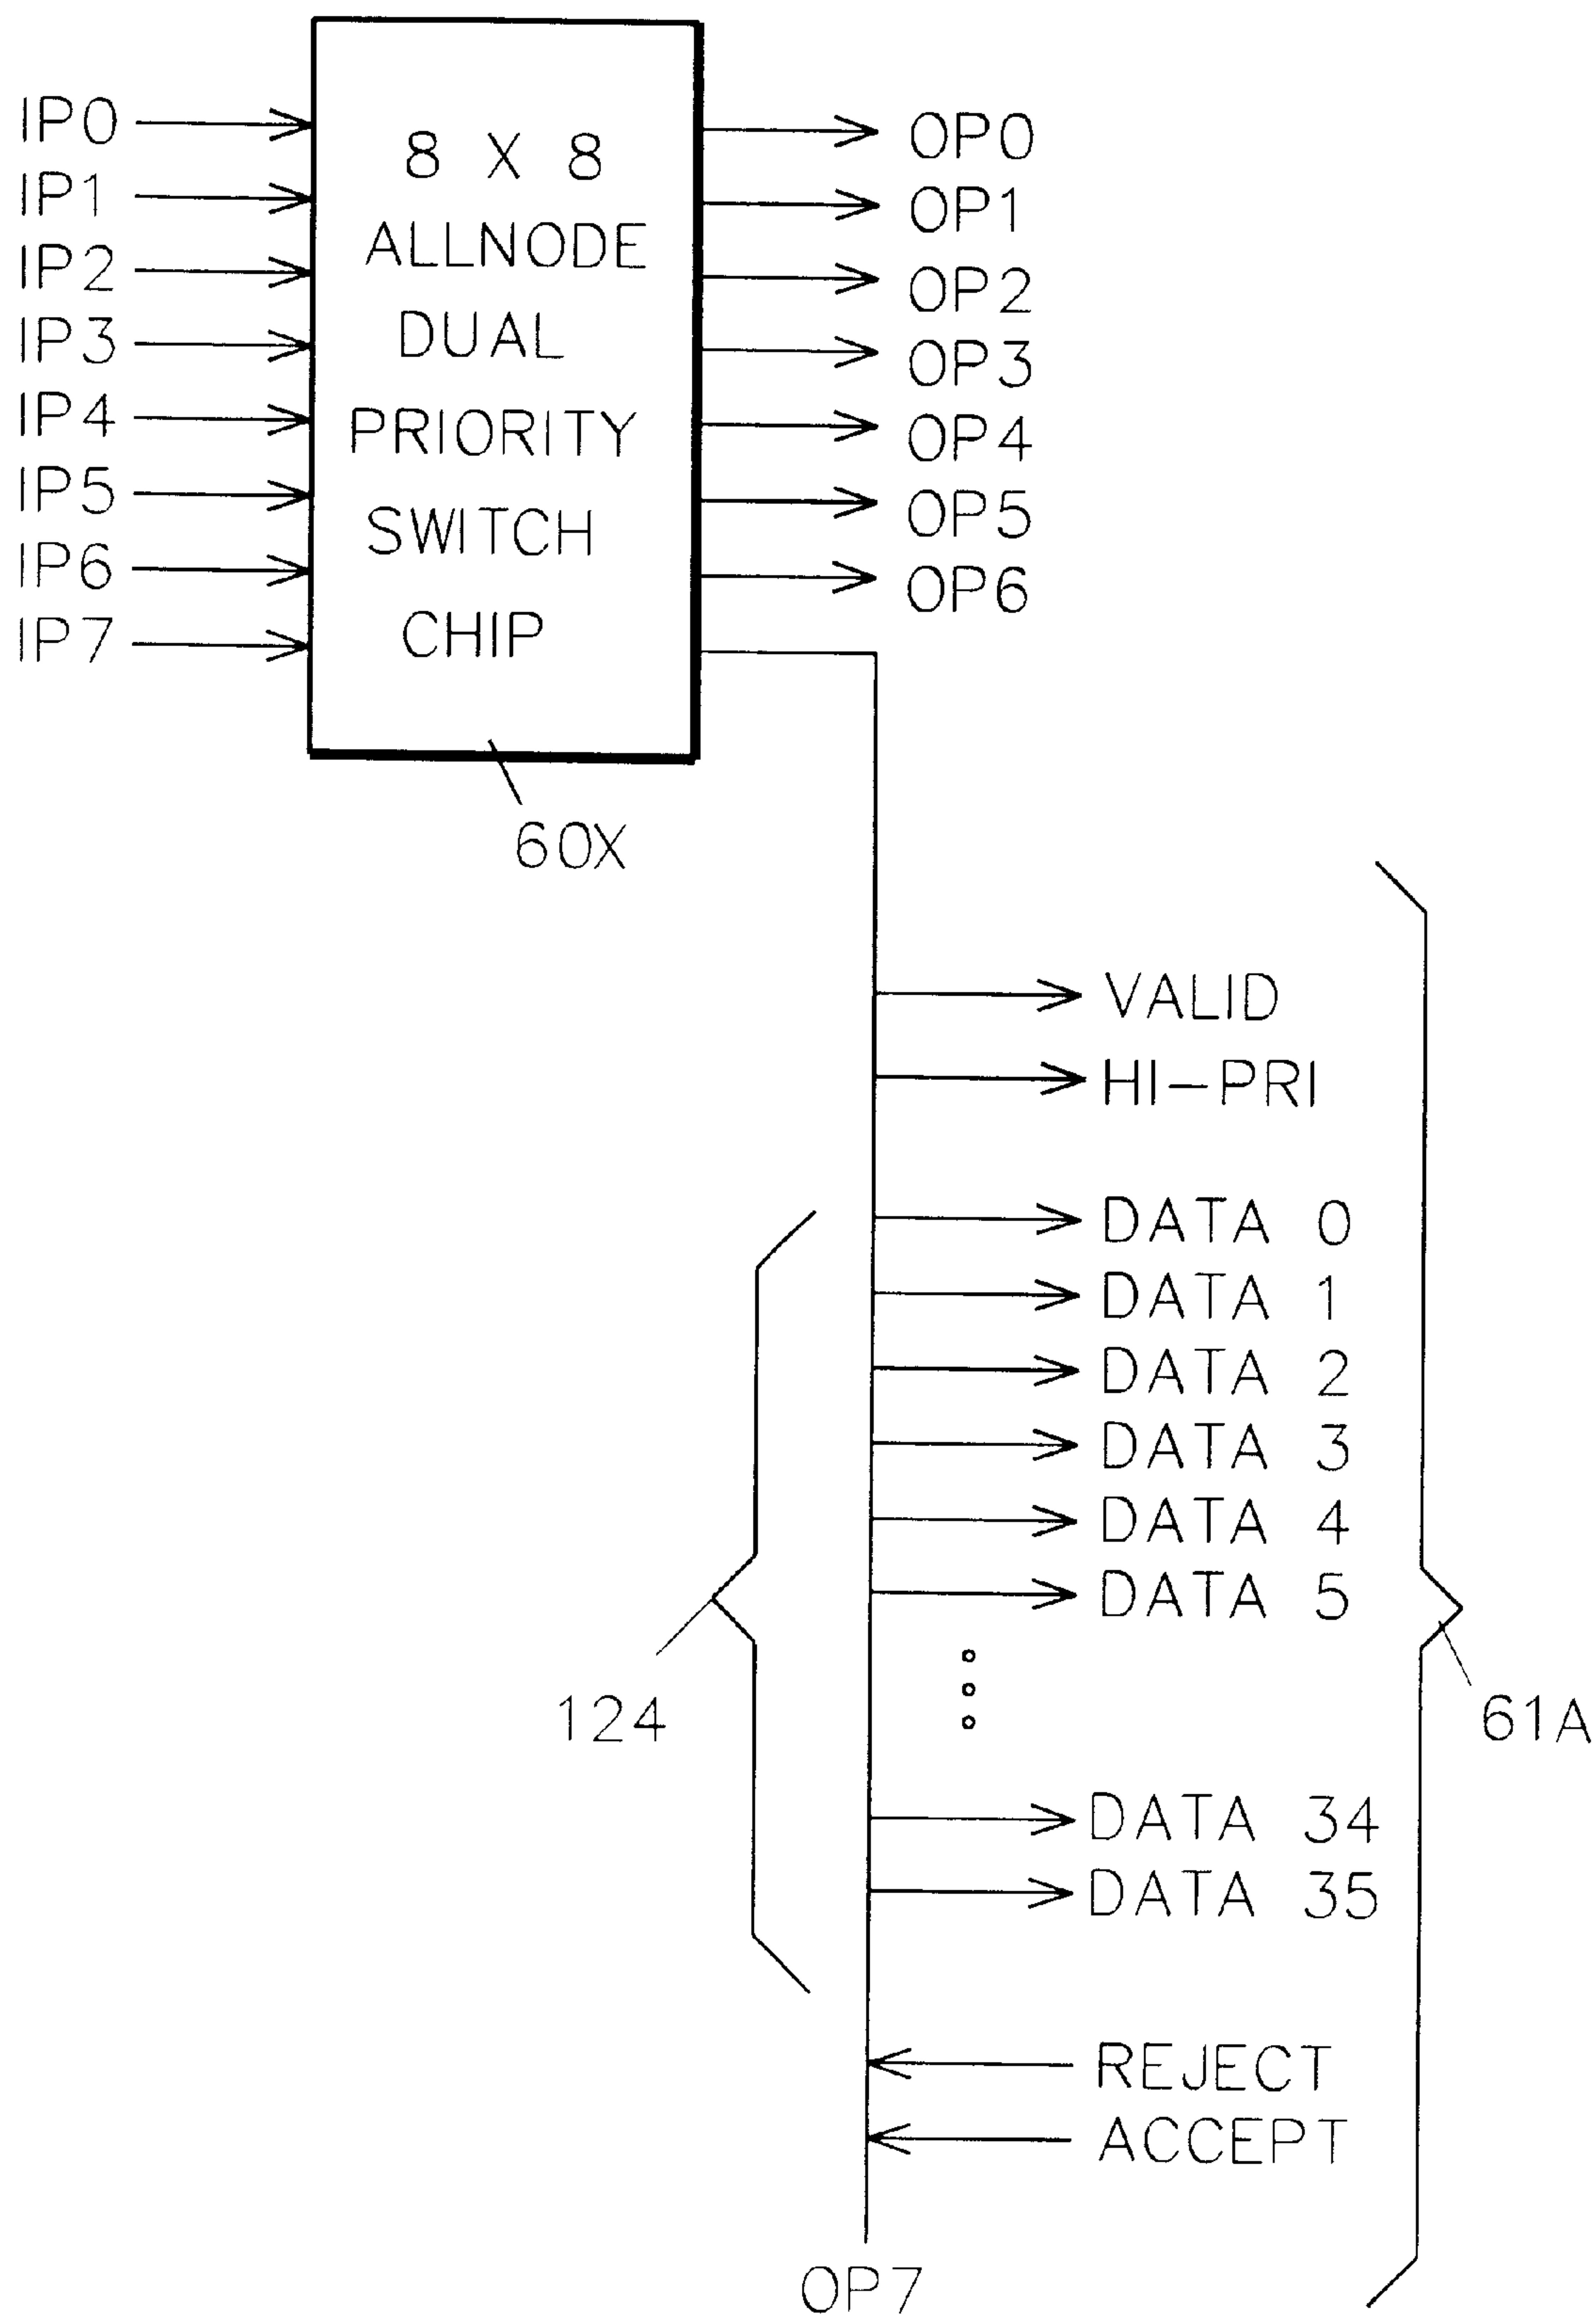 IP0
IP1
IP2
IP3
IP4
IP5
IP6
IP7
8 X 8
ALLNODE
DUAL
PRIORITY
SWITCH
CHIP
OP0
OP1
OP2
OP3
OP4
OP5
OP6
60X
VALID
HI-PRI
DATA 0
DATA 1
DATA 2
DATA 3
DATA 4
DATA 5
124
61A
DATA 34
DATA 35
REJECT
ACCEPT
OP7